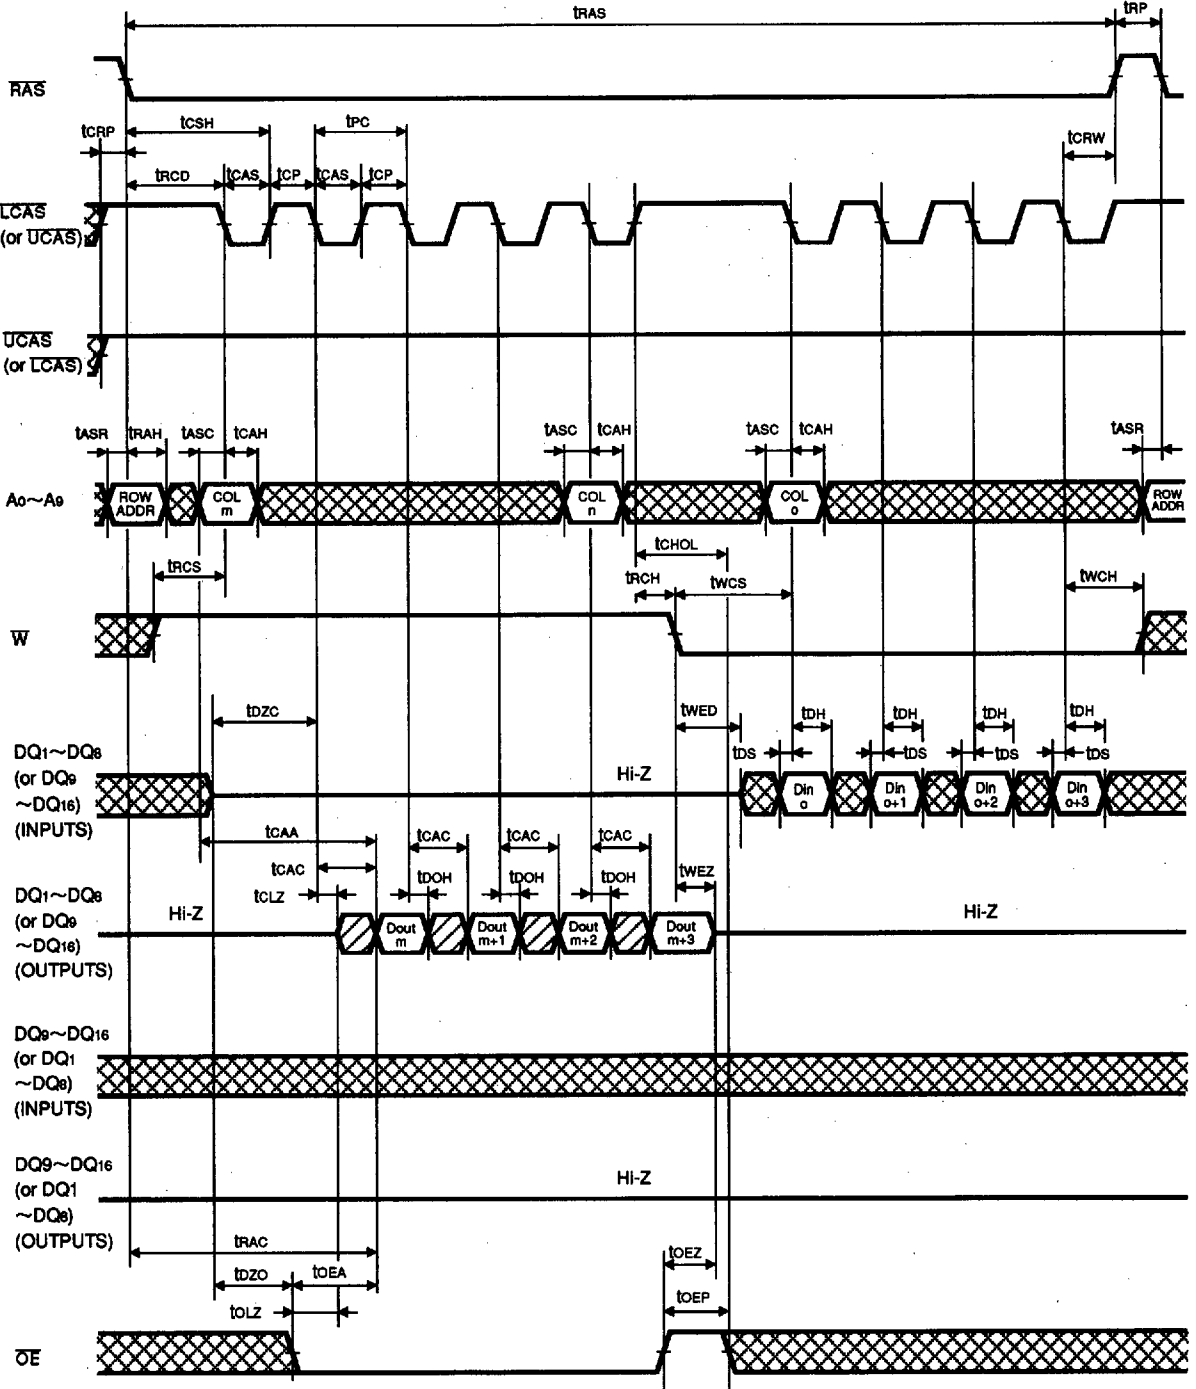 tRAS
tRP
RAS
tCRP
tCSH
tPC
tCRW
tRCD
tCAS
tCP
tCAS
tCP
LCAS
(or UCAS)
UCAS
(or LCAS)
tASR
tRAH
tASC
tCAH
tASC
tCAH
tASC
tCAH
tASR
A0~A9
ROW
ADDR
COL
m
COL
n
COL
o
ROW
ADDR
tRCS
tCHOL
tRCH
tWCS
tWCH
W
tDZC
tWED
tDH
tDH
tDH
tDH
DQ1~DQ8
(or DQ9
~DQ16)
(INPUTS)
Hi-Z
tDS
tDS
tDS
tDS
Din
o
Din
o+1
Din
o+2
Din
o+3
tCAA
tCAC
tCAC
tCAC
tCAC
tCLZ
tDOH
tDOH
tDOH
tWEZ
DQ1~DQ8
(or DQ9
~DQ16)
(OUTPUTS)
Hi-Z
Dout
m
Dout
m+1
Dout
m+2
Dout
m+3
Hi-Z
DQ9~DQ16
(or DQ1
~DQ8)
(INPUTS)
DQ9~DQ16
(or DQ1
~DQ8)
(OUTPUTS)
Hi-Z
Hi-Z
tRAC
tOEZ
tDZO
tOEA
tOLZ
tOEP
OE